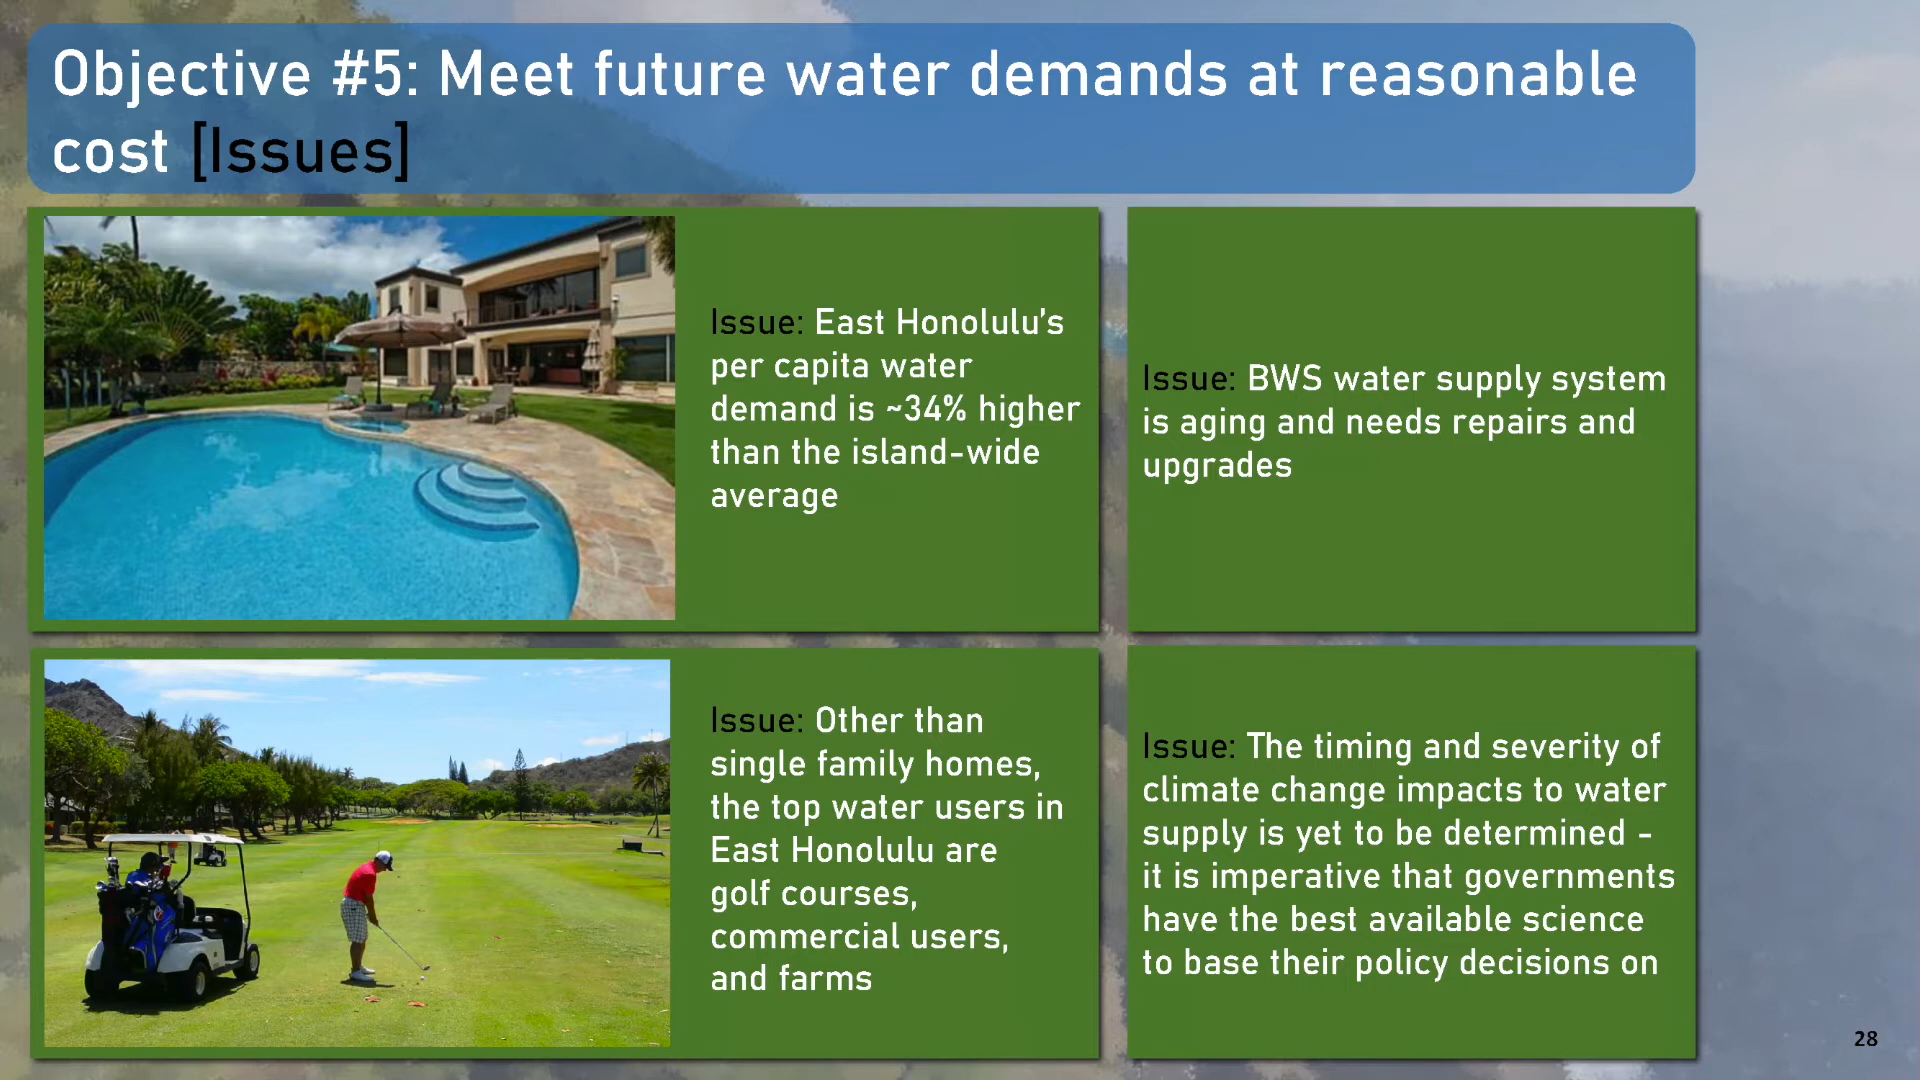 Objective #5: Meet future water demands at reasonable
cost [Issues]
Issue: East Honolulu’s
per capita water
demand is ~34% higher
than the island-wide
average
Issue: BWS water supply system
is aging and needs repairs and
upgrades
Issue: Other than
single family homes,
the top water users in
East Honolulu are
golf courses,
commercial users,
and farms
Issue: The timing and severity of
climate change impacts to water
supply is yet to be determined -
it is imperative that governments
have the best available science
to base their policy decisions on
28